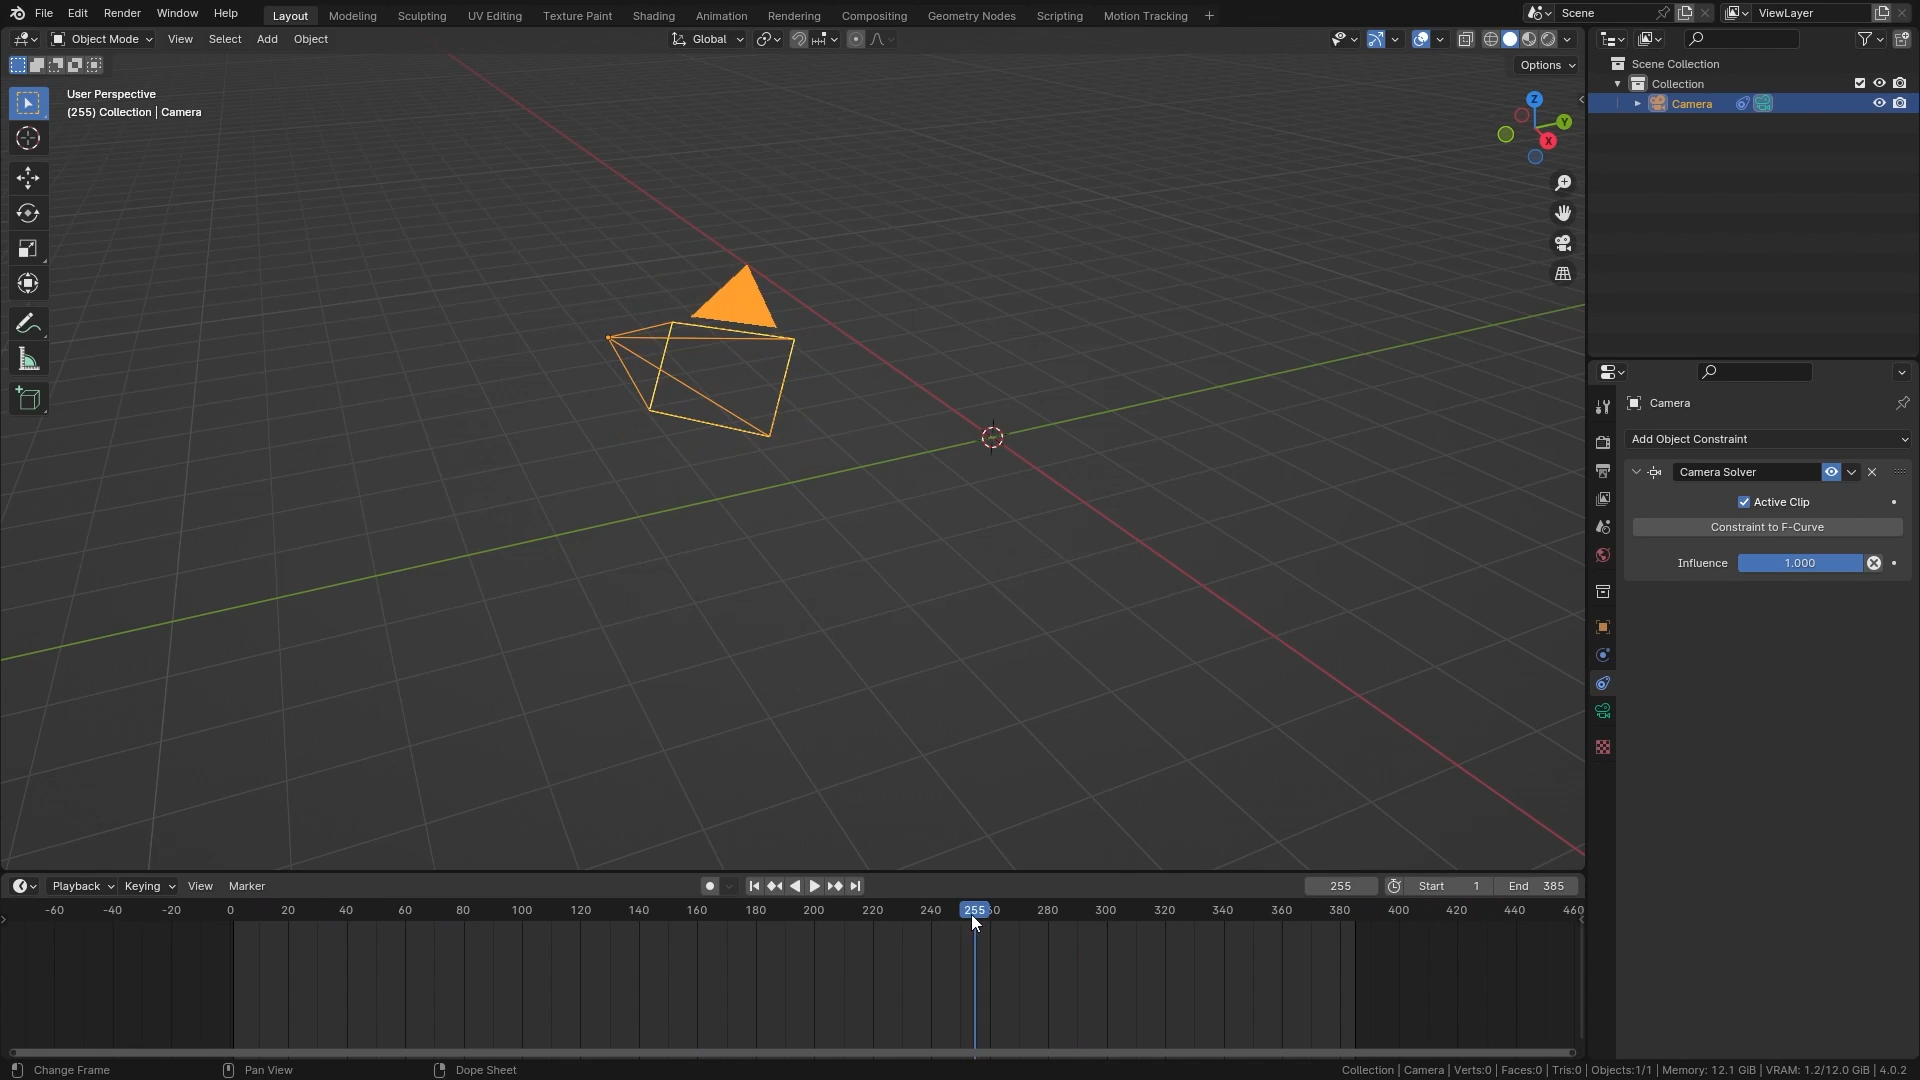 File Edit Render Window Help Layout Modeling Sculpting UV Editing Texture Paint Shading Animation Rendering Compositing Geometry Nodes Scripting Motion Tracking + Scene ViewLayer
Object Mode View Select Add Object Global
Options
User Perspective
(255) Collection | Camera
Z
Y
X
Scene Collection
Collection
Camera
Camera
Add Object Constraint
Camera Solver
Active Clip
Constraint to F-Curve
Influence 1.000
Playback Keying View Marker 255 Start 1 End 385
-60 -40 -20 0 20 40 60 80 100 120 140 160 180 200 220 240 255 280 300 320 340 360 380 400 420 440 460
Change Frame Pan View Dope Sheet Collection | Camera | Verts:0 | Faces:0 | Tris:0 | Objects:1/1 | Memory: 12.1 GiB | VRAM: 1.2/12.0 GiB | 4.0.2